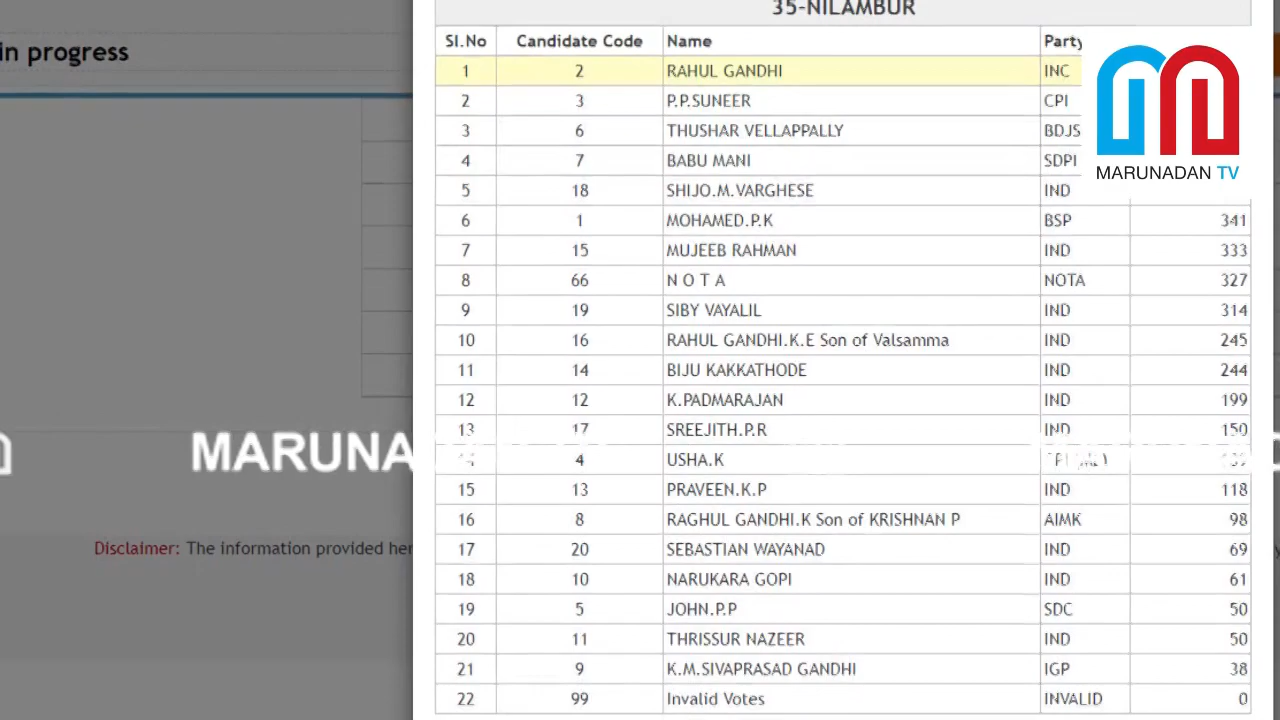 35-NILAMBUR
in progress
Sl.No Candidate Code Name Party
1 2 RAHUL GANDHI INC
2 3 P.P.SUNEER CPI
3 6 THUSHAR VELLAPPALLY BDJS
4 7 BABU MANI SDPI
5 18 SHIJO.M.VARGHESE IND
MARUNADAN TV
6 1 MOHAMED.P.K BSP 341
7 15 MUJEEB RAHMAN IND 333
8 66 N O T A NOTA 327
9 19 SIBY VAYALIL IND 314
10 16 RAHUL GANDHI.K.E Son of Valsamma IND 245
11 14 BIJU KAKKATHODE IND 244
12 12 K.PADMARAJAN IND 199
13 17 SREEJITH.P.R IND 150
MARUNA
4 USHA.K
15 13 PRAVEEN.K.P IND 118
16 8 RAGHUL GANDHI.K Son of KRISHNAN P AIMK 98
Disclaimer: The information provided her
17 20 SEBASTIAN WAYANAD IND 69
18 10 NARUKARA GOPI IND 61
19 5 JOHN.P.P SDC 50
20 11 THRISSUR NAZEER IND 50
21 9 K.M.SIVAPRASAD GANDHI IGP 38
22 99 Invalid Votes INVALID 0